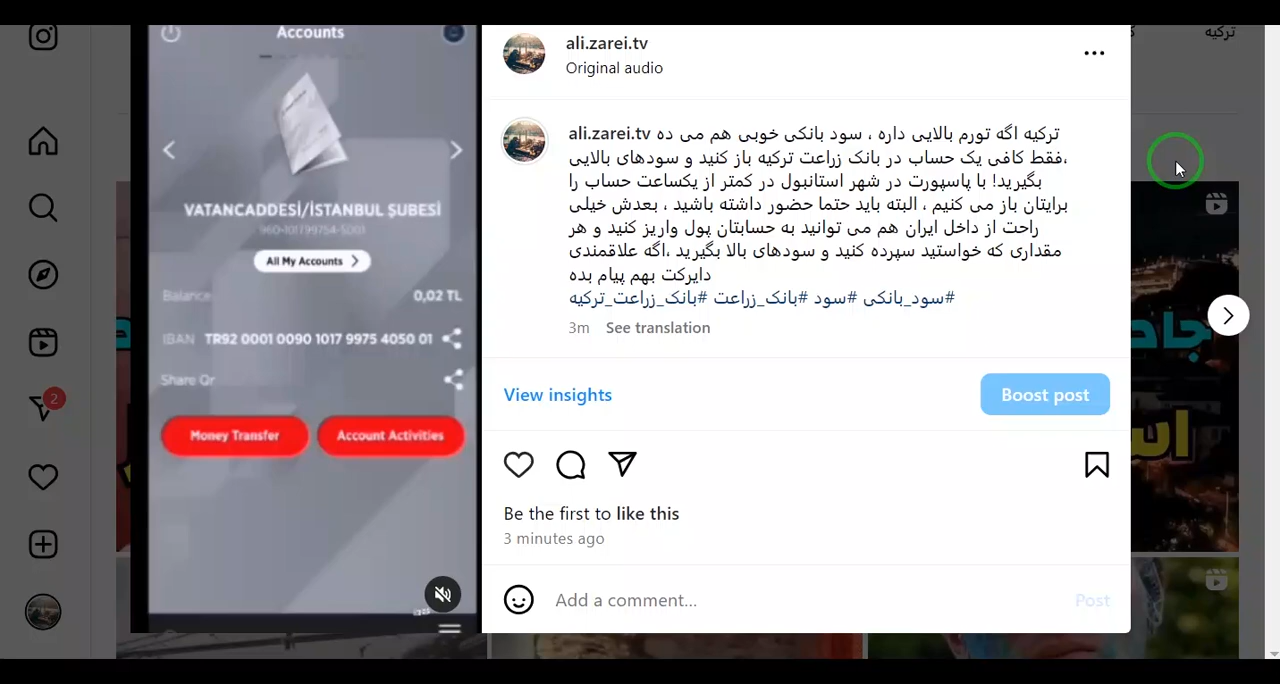 Accounts
VATANCADDESİ/İSTANBUL ŞUBESİ
960-101799754-5001
All My Accounts
Balance
0,02 TL
IBAN TR92 0001 0090 1017 9975 4050 01
Share Qr
Money Transfer
Account Activities
ali.zarei.tv
Original audio
ali.zarei.tv ترکیه اگه تورم بالایی داره ، سود بانکی خوبی هم می ده
،فقط کافی یک حساب در بانک زراعت ترکیه باز کنید و سودهای بالایی
بگیرید! با پاسپورت در شهر استانبول در کمتر از یکساعت حساب را
برایتان باز می کنیم ، البته باید حتما حضور داشته باشید ، بعدش خیلی
راحت از داخل ایران هم می توانید به حسابتان پول واریز کنید و هر
مقداری که خواستید سپرده کنید و سودهای بالا بگیرید ،اگه علاقمندی
دایرکت بهم پیام بده
#سود_بانکی #سود #بانک_زراعت #بانک_زراعت_ترکیه
3m See translation
View insights
Boost post
Be the first to like this
3 minutes ago
Add a comment...
Post
2
ترکیه